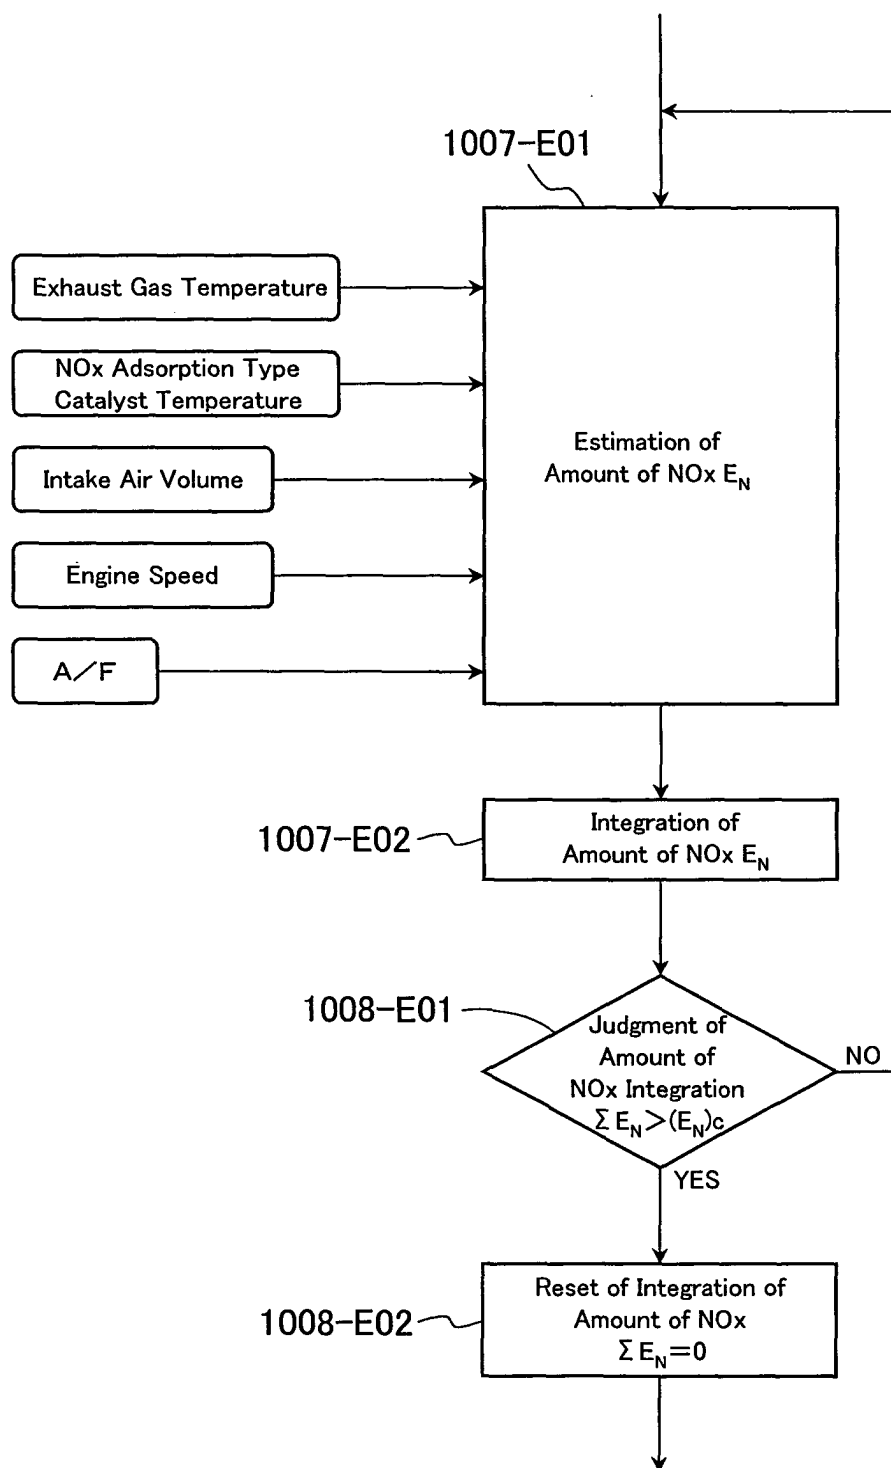 1007-E01
Exhaust Gas Temperature
NOx Adsorption Type
Catalyst Temperature
Intake Air Volume
Engine Speed
A／F
Estimation of
Amount of NOx E_N
1007-E02
Integration of
Amount of NOx E_N
1008-E01
Judgment of
Amount of
NOx Integration
Σ E_N＞(E_N)c
NO
YES
1008-E02
Reset of Integration of
Amount of NOx
Σ E_N＝0